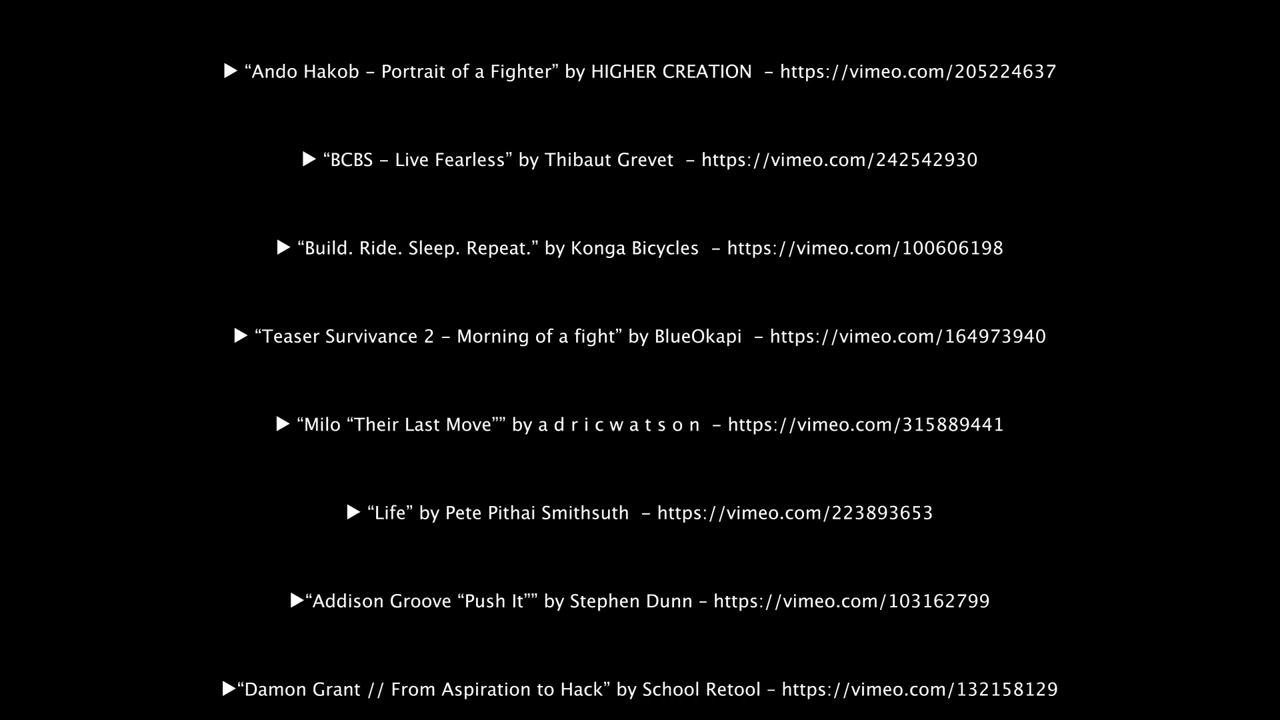 ▶ “Ando Hakob – Portrait of a Fighter” by HIGHER CREATION – https://vimeo.com/205224637
▶ “BCBS – Live Fearless” by Thibaut Grevet – https://vimeo.com/242542930
▶ “Build. Ride. Sleep. Repeat.” by Konga Bicycles – https://vimeo.com/100606198
▶ “Teaser Survivance 2 – Morning of a fight” by BlueOkapi – https://vimeo.com/164973940
▶ “Milo “Their Last Move”” by a d r i c w a t s o n – https://vimeo.com/315889441
▶ “Life” by Pete Pithai Smithsuth – https://vimeo.com/223893653
▶“Addison Groove “Push It”” by Stephen Dunn – https://vimeo.com/103162799
▶“Damon Grant // From Aspiration to Hack” by School Retool – https://vimeo.com/132158129